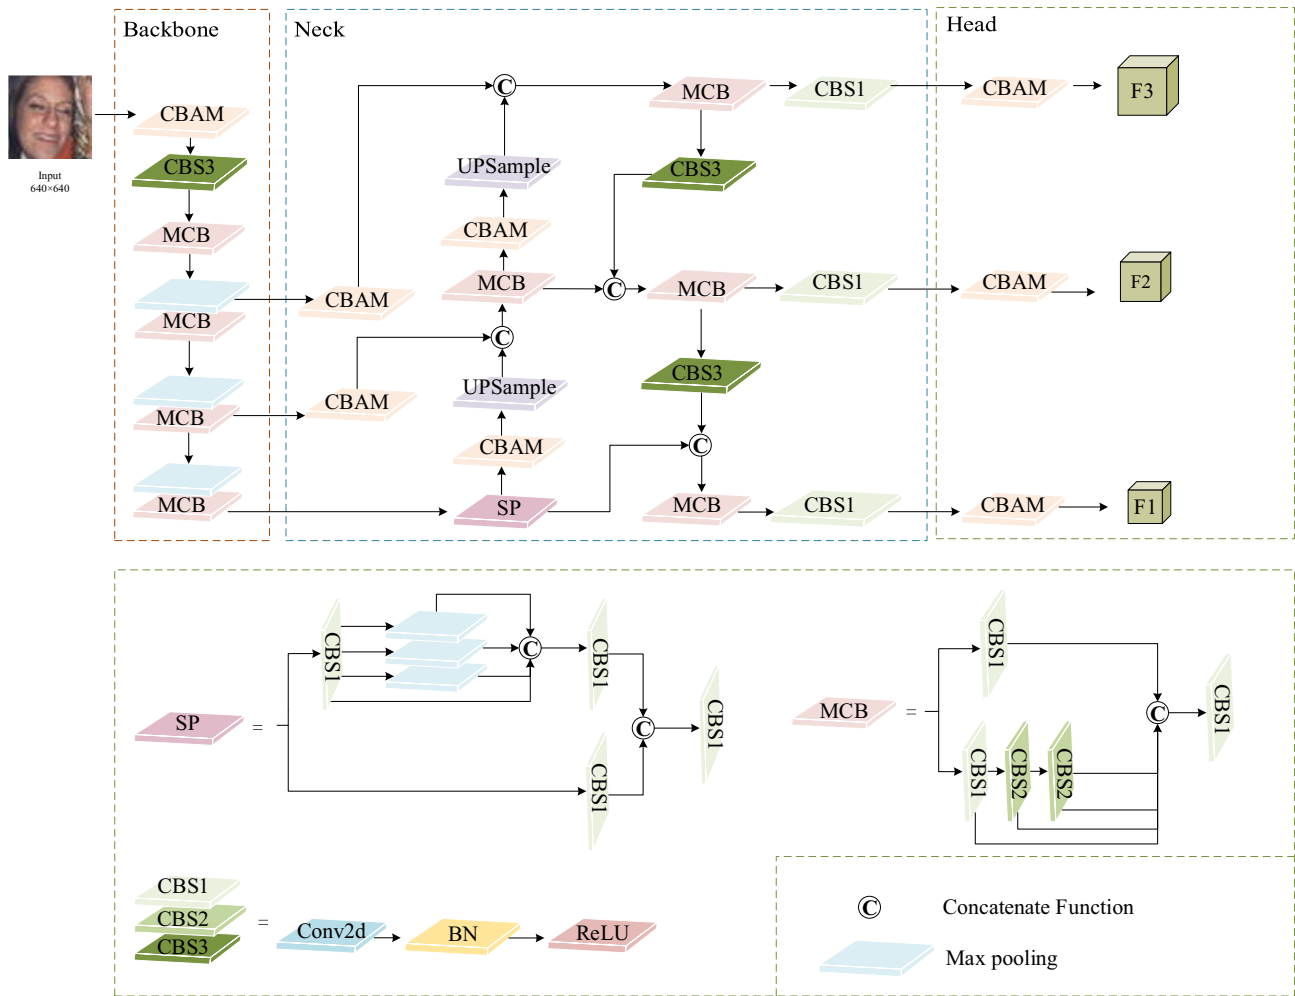 Backbone
Neck
Head
Input
640×640
CBAM
CBS3
MCB
MCB
MCB
MCB
CBAM
CBAM
C
UPSample
CBAM
MCB
C
UPSample
CBAM
SP
MCB
CBS1
CBS3
C
MCB
CBS1
CBS3
C
MCB
CBS1
CBAM
F3
CBAM
F2
CBAM
F1
SP
=
CBS1
C
CBS1
CBS1
C
CBS1
MCB
=
CBS1
CBS1
CBS2
CBS2
C
CBS1
CBS1
CBS2
CBS3
=
Conv2d
BN
ReLU
C Concatenate Function
Max pooling